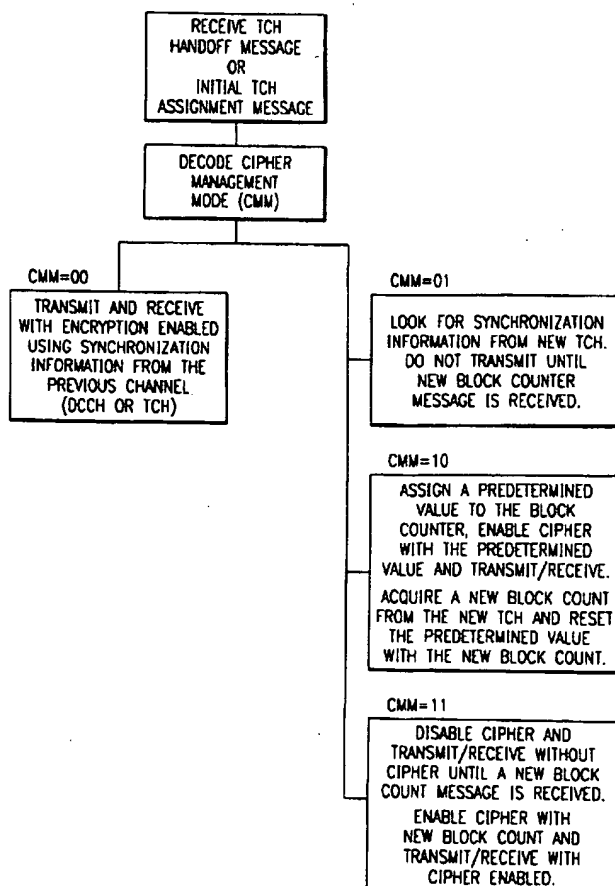 RECEIVE TCH
HANDOFF MESSAGE
OR
INITIAL TCH
ASSIGNMENT MESSAGE
DECODE CIPHER
MANAGEMENT
MODE (CMM)
CMM=00
TRANSMIT AND RECEIVE
WITH ENCRYPTION ENABLED
USING SYNCHRONIZATION
INFORMATION FROM THE
PREVIOUS CHANNEL
(DCCH OR TCH)
CMM=01
LOOK FOR SYNCHRONIZATION
INFORMATION FROM NEW TCH.
DO NOT TRANSMIT UNTIL
NEW BLOCK COUNTER
MESSAGE IS RECEIVED.
CMM=10
ASSIGN A PREDETERMINED
VALUE TO THE BLOCK
COUNTER, ENABLE CIPHER
WITH THE PREDETERMINED
VALUE AND TRANSMIT/RECEIVE.
ACQUIRE A NEW BLOCK COUNT
FROM THE NEW TCH AND RESET
THE PREDETERMINED VALUE
WITH THE NEW BLOCK COUNT.
CMM=11
DISABLE CIPHER AND
TRANSMIT/RECEIVE WITHOUT
CIPHER UNTIL A NEW BLOCK
COUNT MESSAGE IS RECEIVED.
ENABLE CIPHER WITH
NEW BLOCK COUNT AND
TRANSMIT/RECEIVE WITH
CIPHER ENABLED.